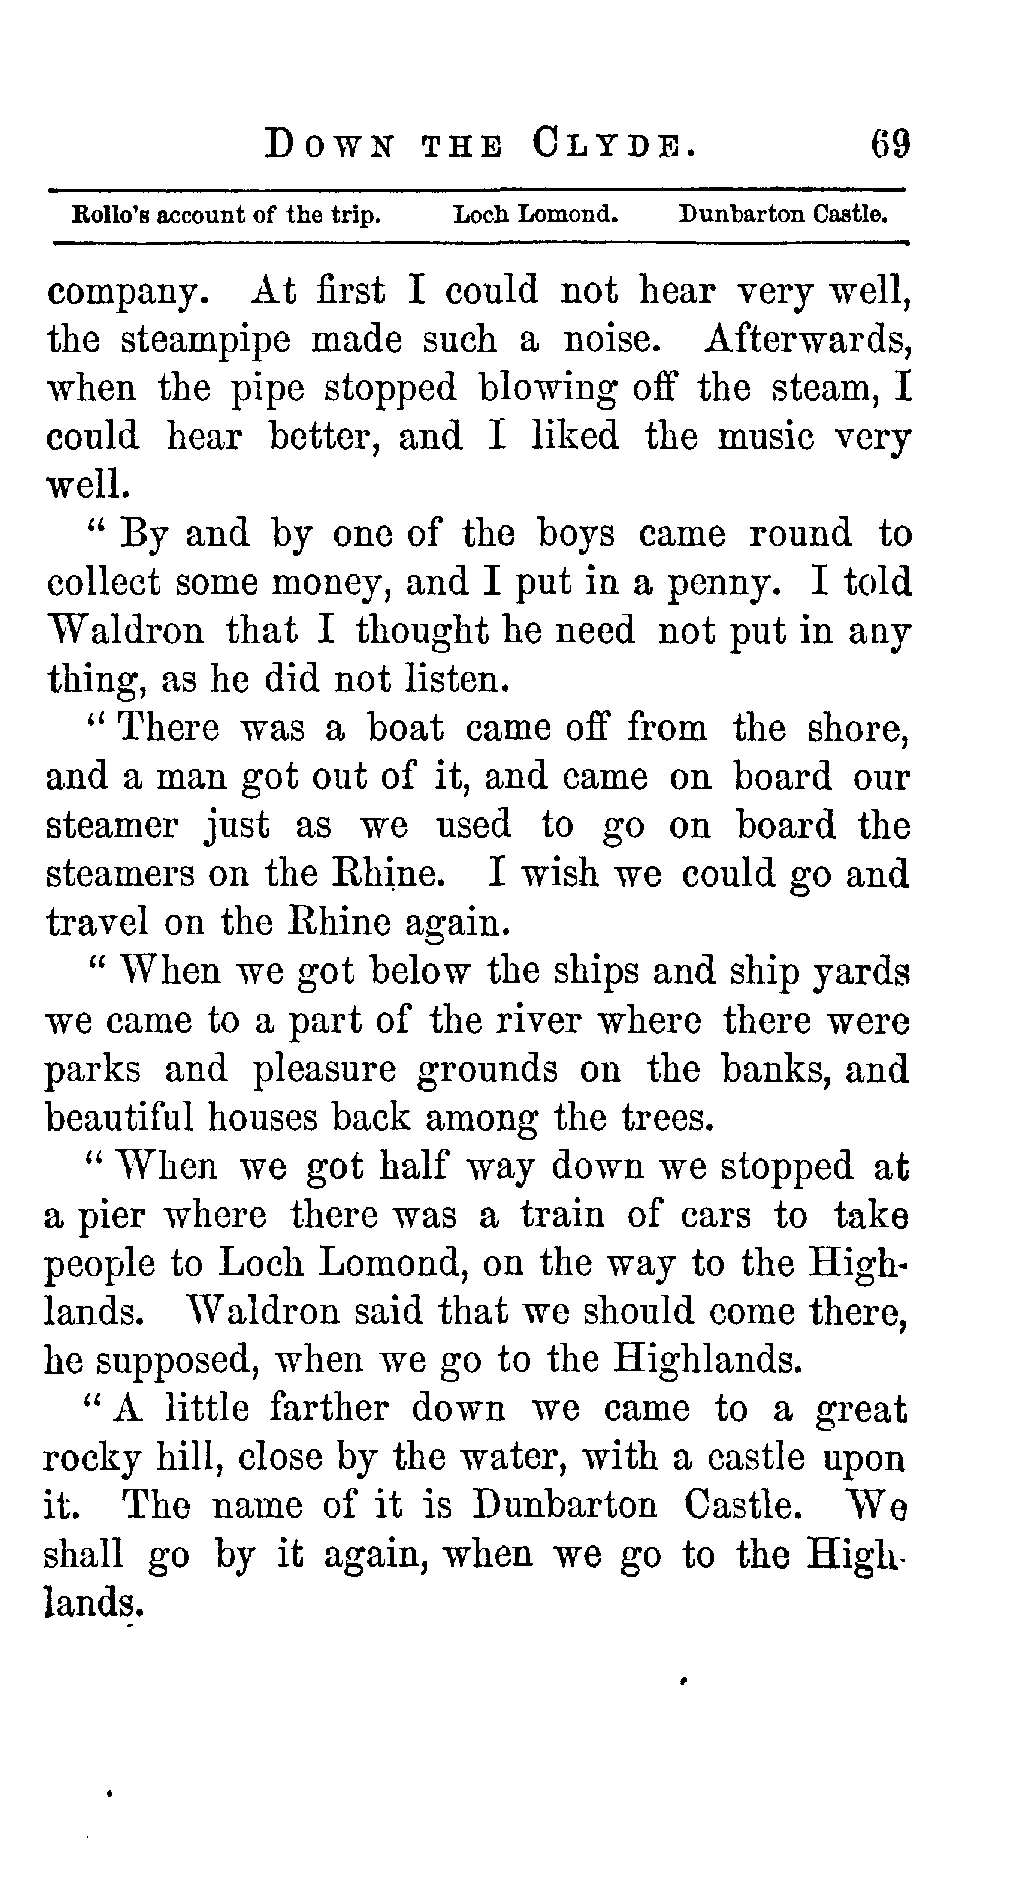 DOWN THE CLYDE. 69
Rollo's account of the trip. Loch Lomond. Dunbarton Castle.
company. At first I could not hear very well,
the steampipe made such a noise. Afterwards,
when the pipe stopped blowing off the steam, I
could hear better, and I liked the music very
well.
“ By and by one of the boys came round to
collect some money, and I put in a penny. I told
Waldron that I thought he need not put in any
thing, as he did not listen.
“ There was a boat came off from the shore,
and a man got out of it, and came on board our
steamer just as we used to go on board the
steamers on the Rhine. I wish we could go and
travel on the Rhine again.
“ When we got below the ships and ship yards
we came to a part of the river where there were
parks and pleasure grounds on the banks, and
beautiful houses back among the trees.
“ When we got half way down we stopped at
a pier where there was a train of cars to take
people to Loch Lomond, on the way to the High-
lands. Waldron said that we should come there,
he supposed, when we go to the Highlands.
“ A little farther down we came to a great
rocky hill, close by the water, with a castle upon
it. The name of it is Dunbarton Castle. We
shall go by it again, when we go to the High-
lands.